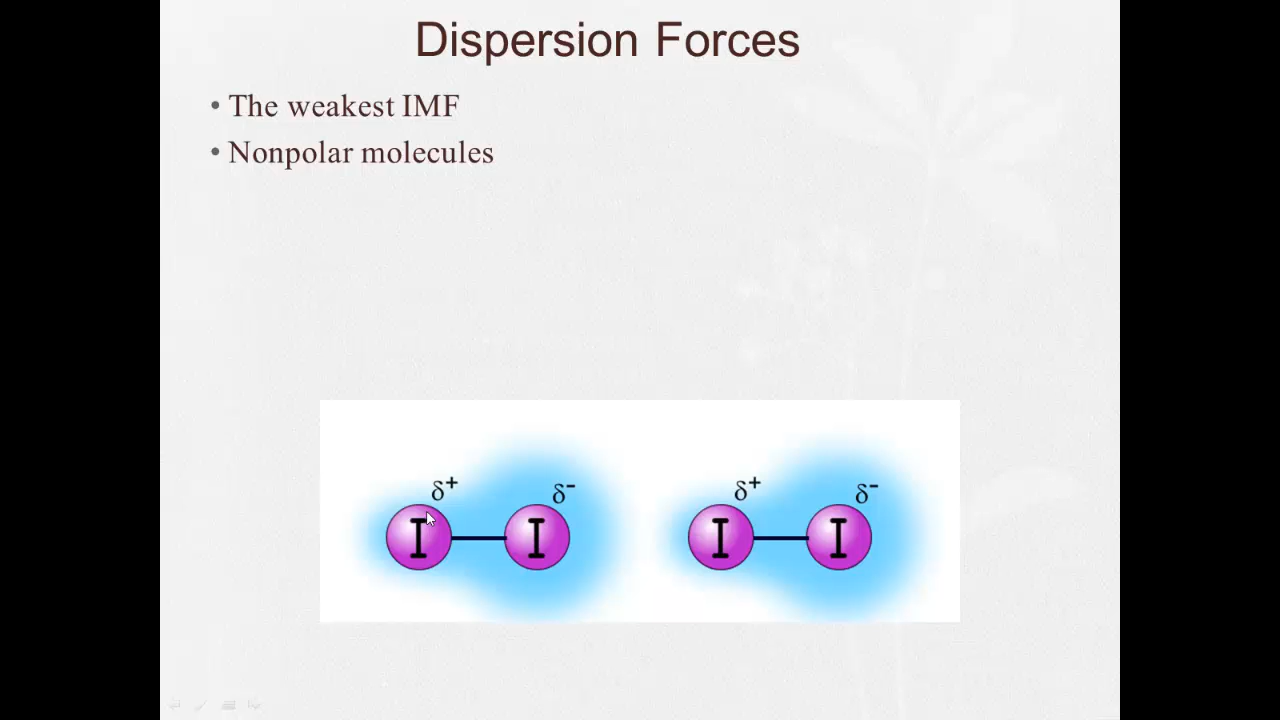 Dispersion Forces
• The weakest IMF
• Nonpolar molecules
δ+ δ- δ+ δ-
I I I I